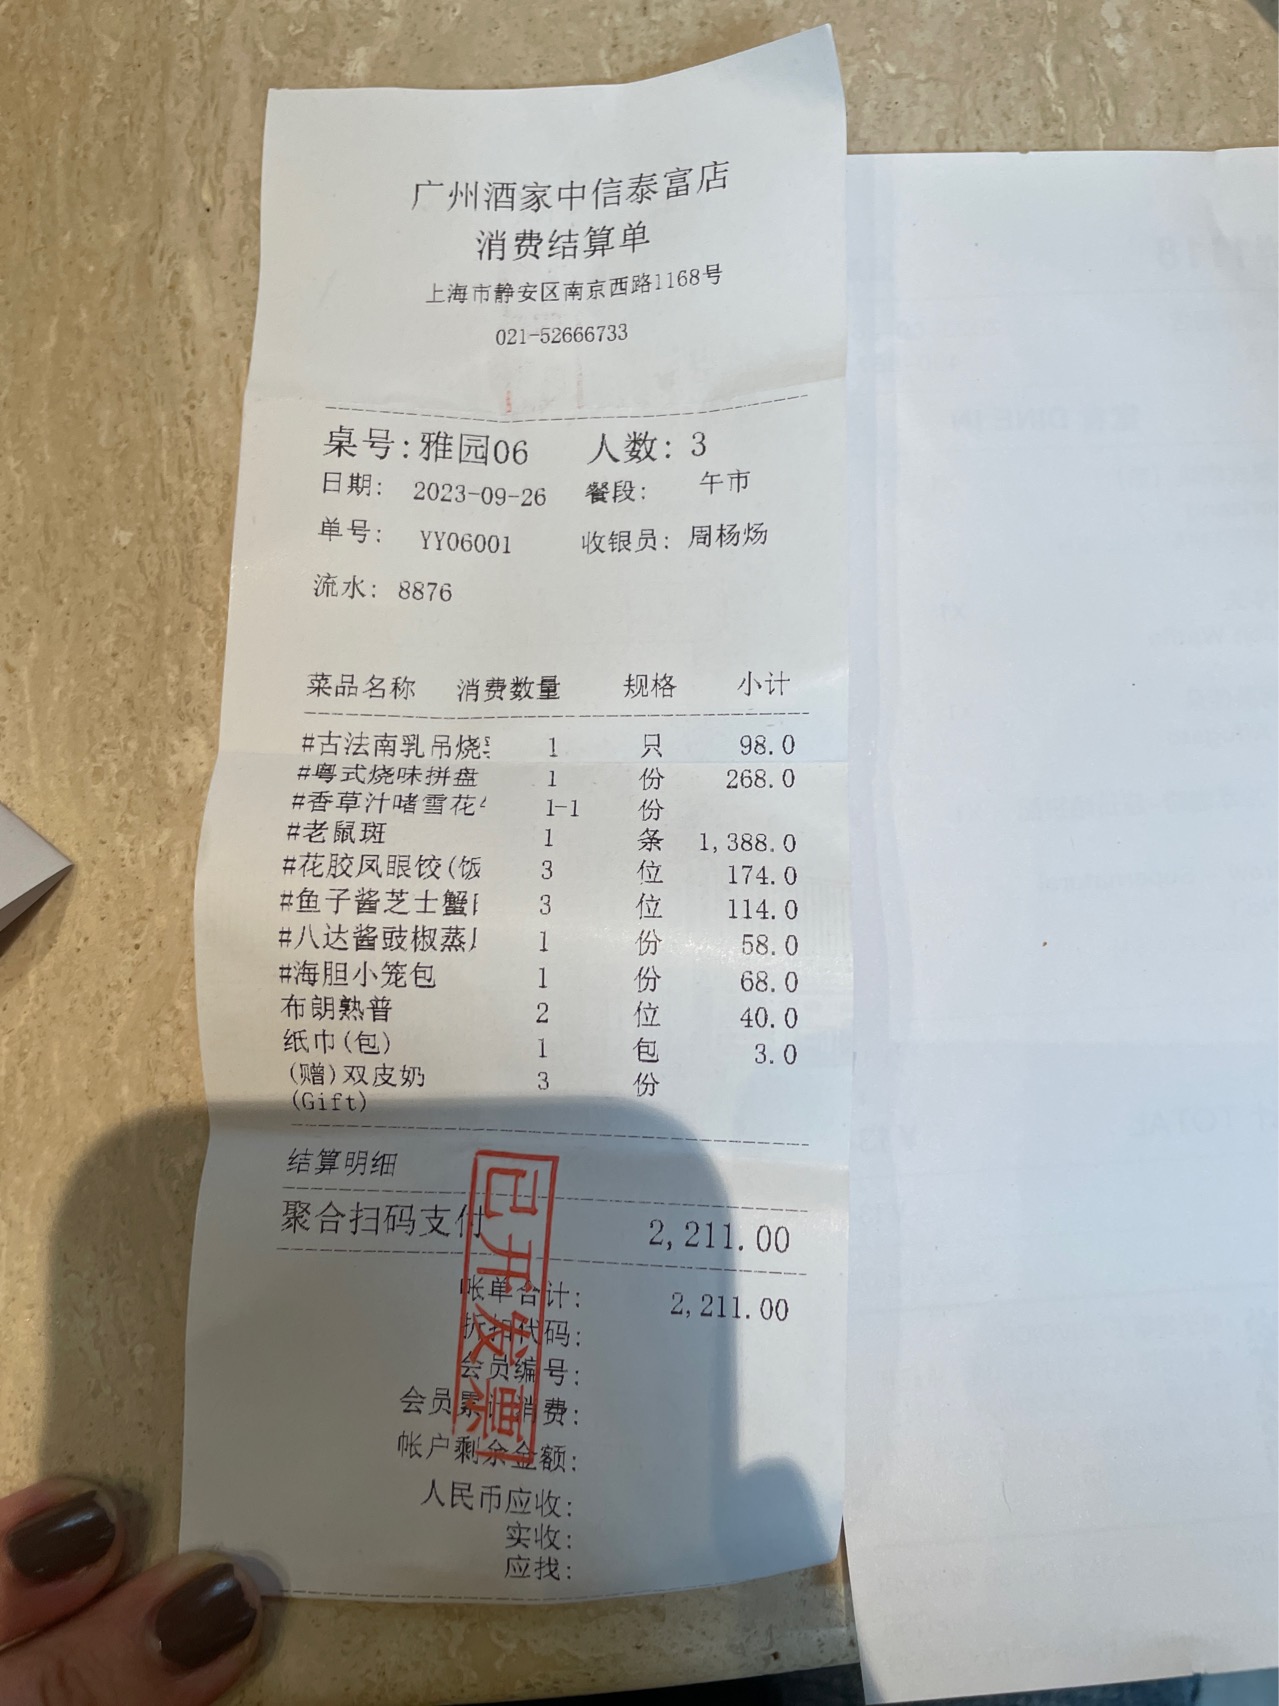 广州酒家中信泰富店
消费结算单
上海市静安区南京西路1168号
021-52666733
桌号:雅园06 人数: 3
日期: 2023-09-26 餐段: 午市
单号: YY06001 收银员: 周杨炀
流水: 8876
菜品名称 消费数量 规格 小计
#古法南乳吊烧 1 只 98.0
#粤式烧味拼盘 1 份 268.0
#香草汁啫雪花 1-1 份
#老鼠斑 1 条 1,388.0
#花胶凤眼饺(饭 3 位 174.0
#鱼子酱芝士蟹 3 位 114.0
#八达酱豉椒蒸 1 份 58.0
#海胆小笼包 1 份 68.0
布朗熟普 2 位 40.0
纸巾(包) 1 包 3.0
(赠)双皮奶 3 份
(Gift)
结算明细
聚合扫码支付 2,211.00
帐单合计: 2,211.00
折扣代码:
会员编号:
会员累计消费:
帐户剩余金额:
人民币应收:
实收:
应找:
已开发票